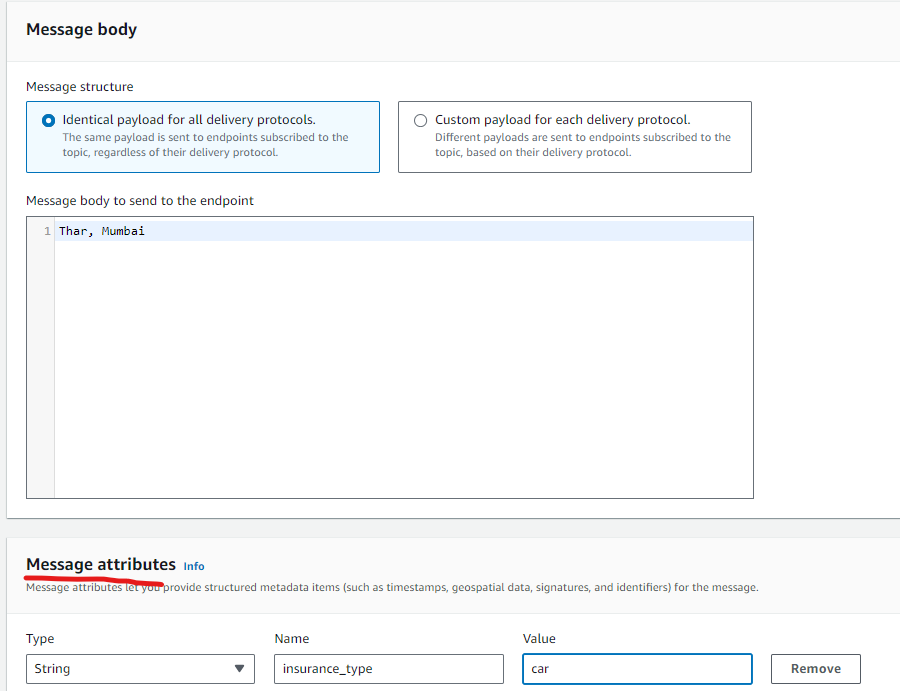 Message body
Message structure
Identical payload for all delivery protocols.
The same payload is sent to endpoints subscribed to the
topic, regardless of their delivery protocol.
Custom payload for each delivery protocol.
Different payloads are sent to endpoints subscribed to the
topic, based on their delivery protocol.
Message body to send to the endpoint
1 Thar, Mumbai
Message attributes Info
Message attributes let you provide structured metadata items (such as timestamps, geospatial data, signatures, and identifiers) for the message.
Type Name Value
String insurance_type car Remove